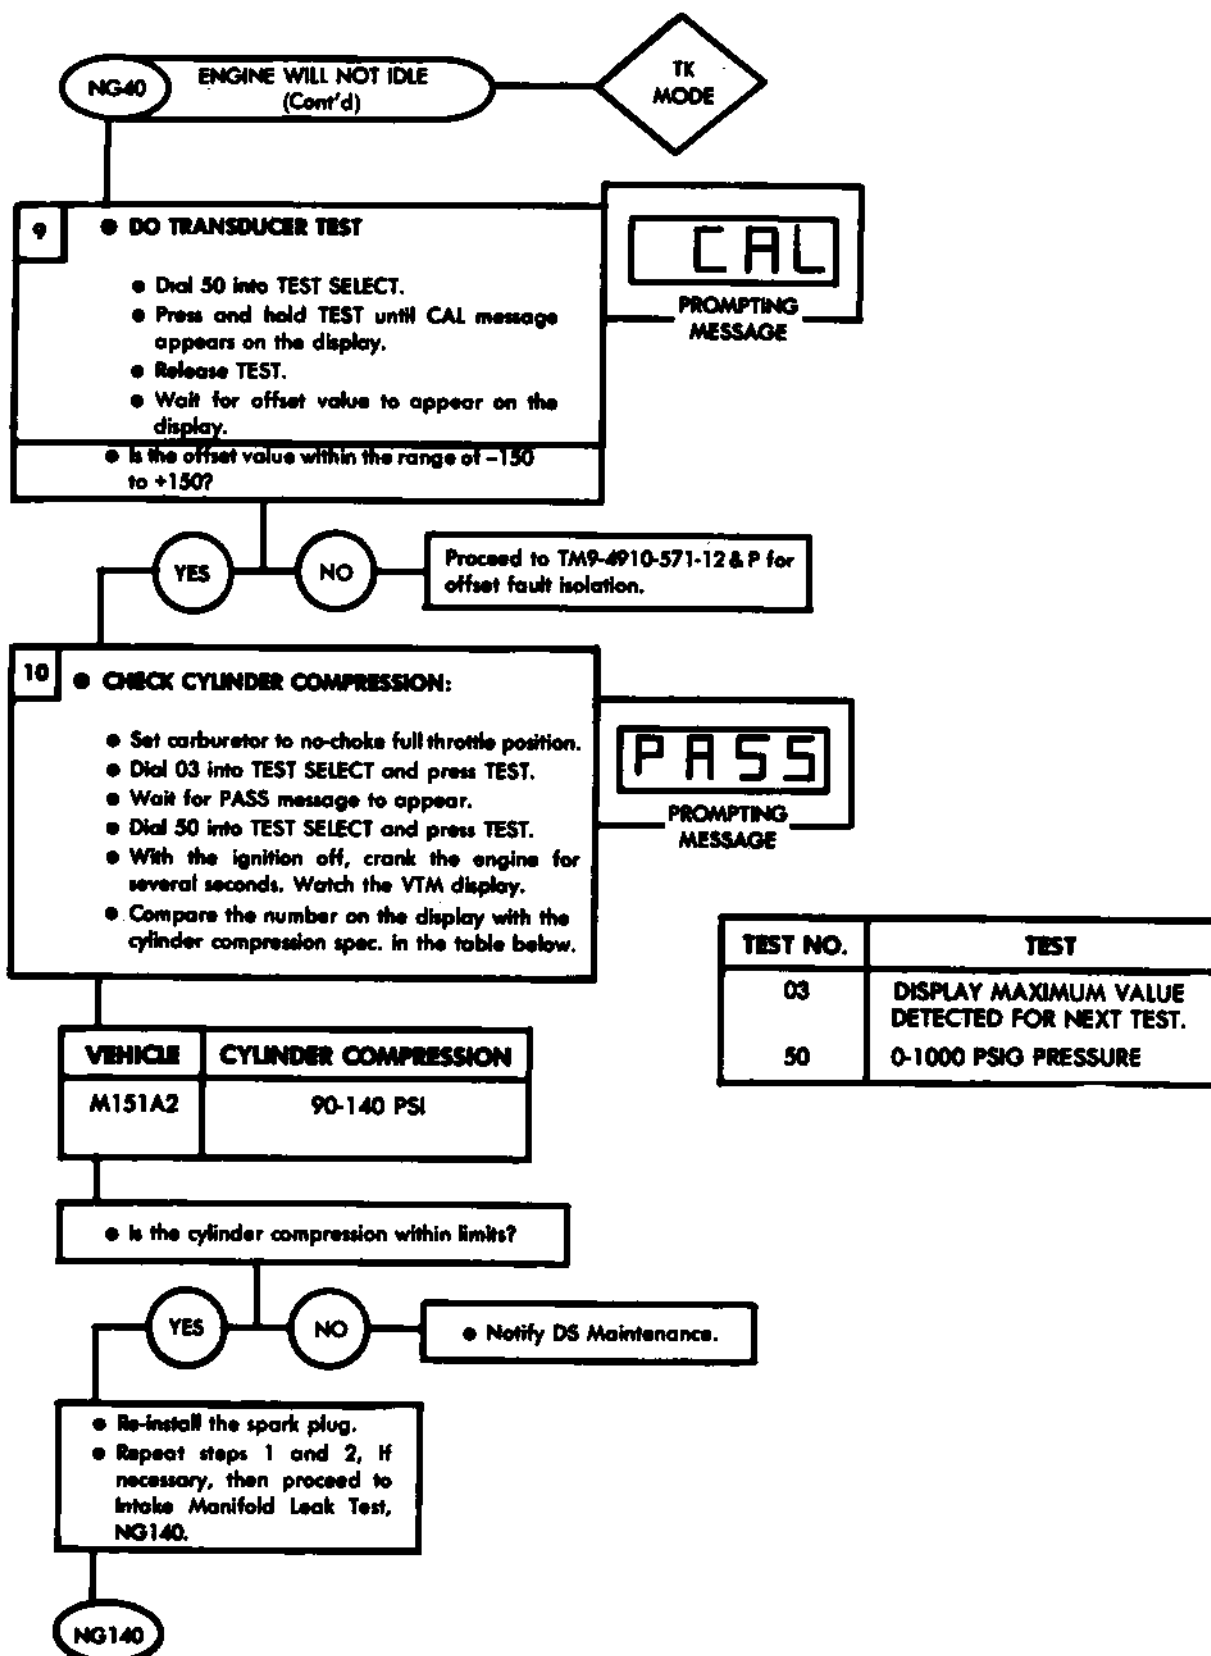 NG40
ENGINE WILL NOT IDLE
(Cont'd)
TK
MODE
9
● DO TRANSDUCER TEST
● Dial 50 into TEST SELECT.
● Press and hold TEST until CAL message
appears on the display.
● Release TEST.
● Wait for offset value to appear on the
display.
● Is the offset value within the range of –150
to +150?
CAL
PROMPTING
MESSAGE
YES
NO
Proceed to TM9-4910-571-12 & P for
offset fault isolation.
10
● CHECK CYLINDER COMPRESSION:
● Set carburetor to no-choke full throttle position.
● Dial 03 into TEST SELECT and press TEST.
● Wait for PASS message to appear.
● Dial 50 into TEST SELECT and press TEST.
● With the ignition off, crank the engine for
several seconds. Watch the VTM display.
● Compare the number on the display with the
cylinder compression spec. in the table below.
PASS
PROMPTING
MESSAGE
TEST NO. TEST
03 DISPLAY MAXIMUM VALUE
DETECTED FOR NEXT TEST.
50 0-1000 PSIG PRESSURE
VEHICLE CYLINDER COMPRESSION
M151A2 90-140 PSI
● Is the cylinder compression within limits?
YES
NO
● Notify DS Maintenance.
● Re-install the spark plug.
● Repeat steps 1 and 2, If
necessary, then proceed to
Intake Manifold Leak Test,
NG140.
NG140